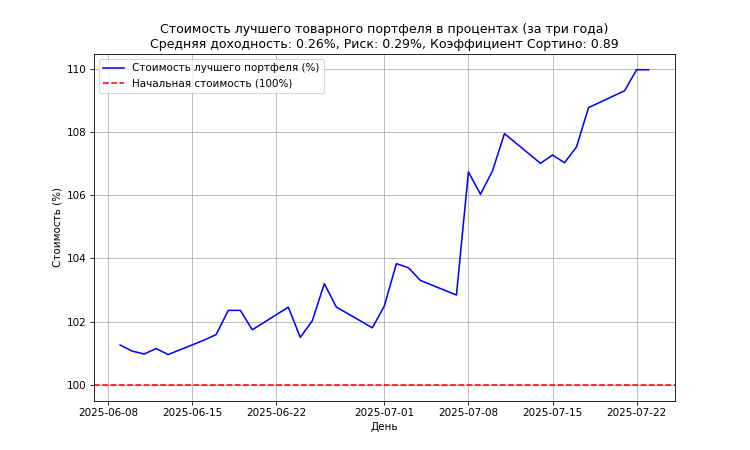 Стоимость лучшего товарного портфеля в процентах (за три года)
Средняя доходность: 0.26%, Риск: 0.29%, Коэффициент Сортино: 0.89
Стоимость лучшего портфеля (%)
Начальная стоимость (100%)
Стоимость (%)
110
108
106
104
102
100
2025-06-08
2025-06-15
2025-06-22
2025-07-01
2025-07-08
2025-07-15
2025-07-22
День